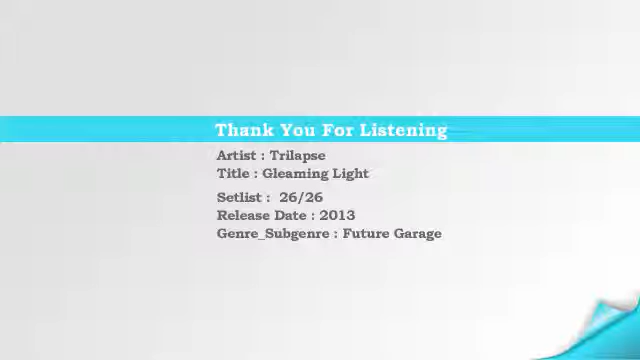 Thank You For Listening
Artist : Trilapse
Title : Gleaming Light
Setlist :  26/26
Release Date : 2013
Genre_Subgenre : Future Garage